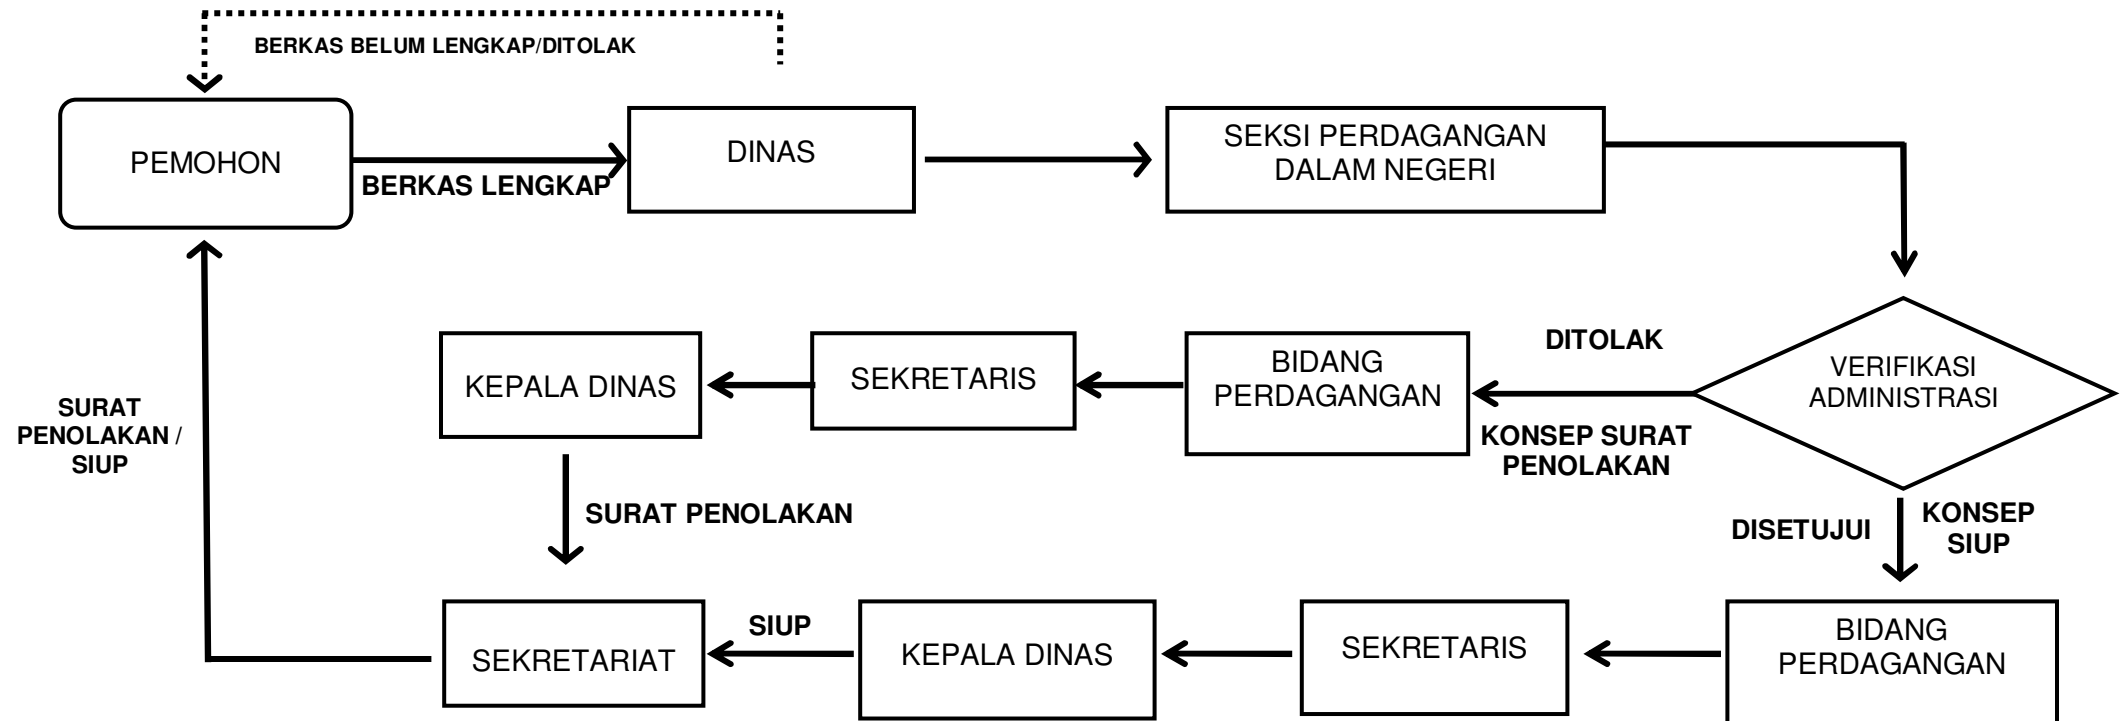 BERKAS BELUM LENGKAP/DITOLAK
PEMOHON
BERKAS LENGKAP
DINAS
SEKSI PERDAGANGAN
DALAM NEGERI
VERIFIKASI
ADMINISTRASI
DITOLAK
KONSEP SURAT
PENOLAKAN
BIDANG
PERDAGANGAN
SEKRETARIS
KEPALA DINAS
SURAT PENOLAKAN
SURAT
PENOLAKAN /
SIUP
DISETUJUI
KONSEP
SIUP
BIDANG
PERDAGANGAN
SEKRETARIS
KEPALA DINAS
SIUP
SEKRETARIAT